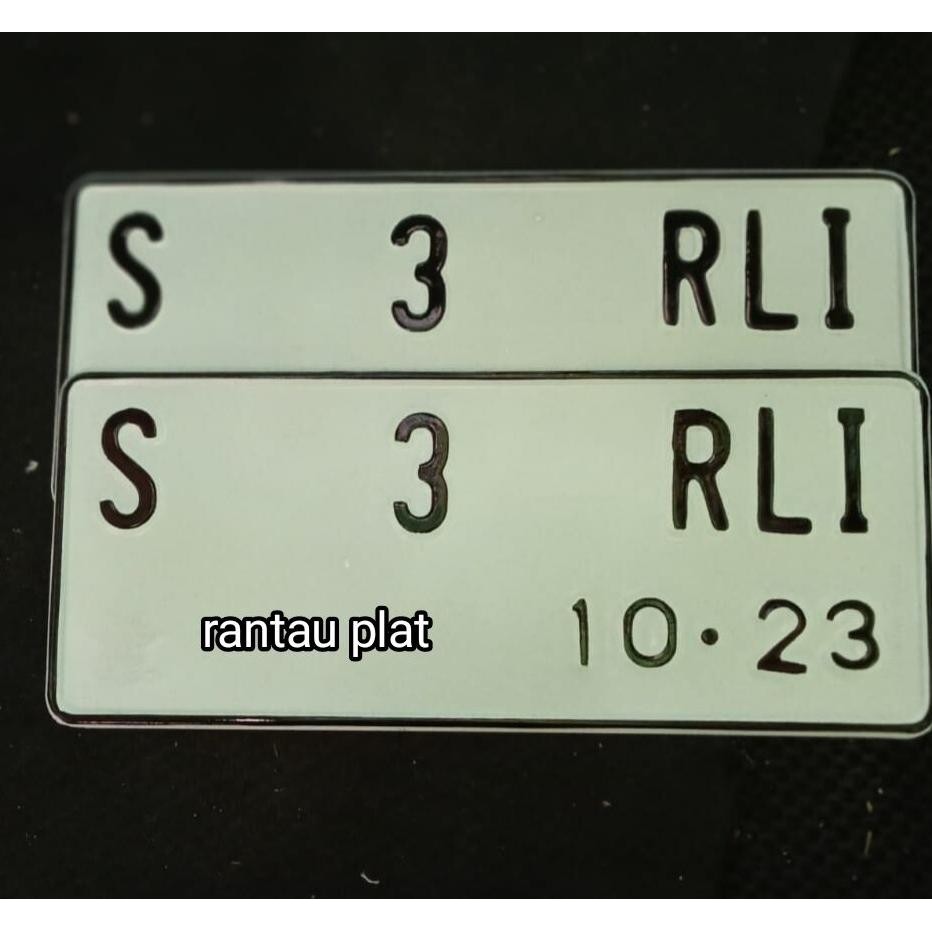 S 3 RLI
S 3 RLI
rantau plat
10·23